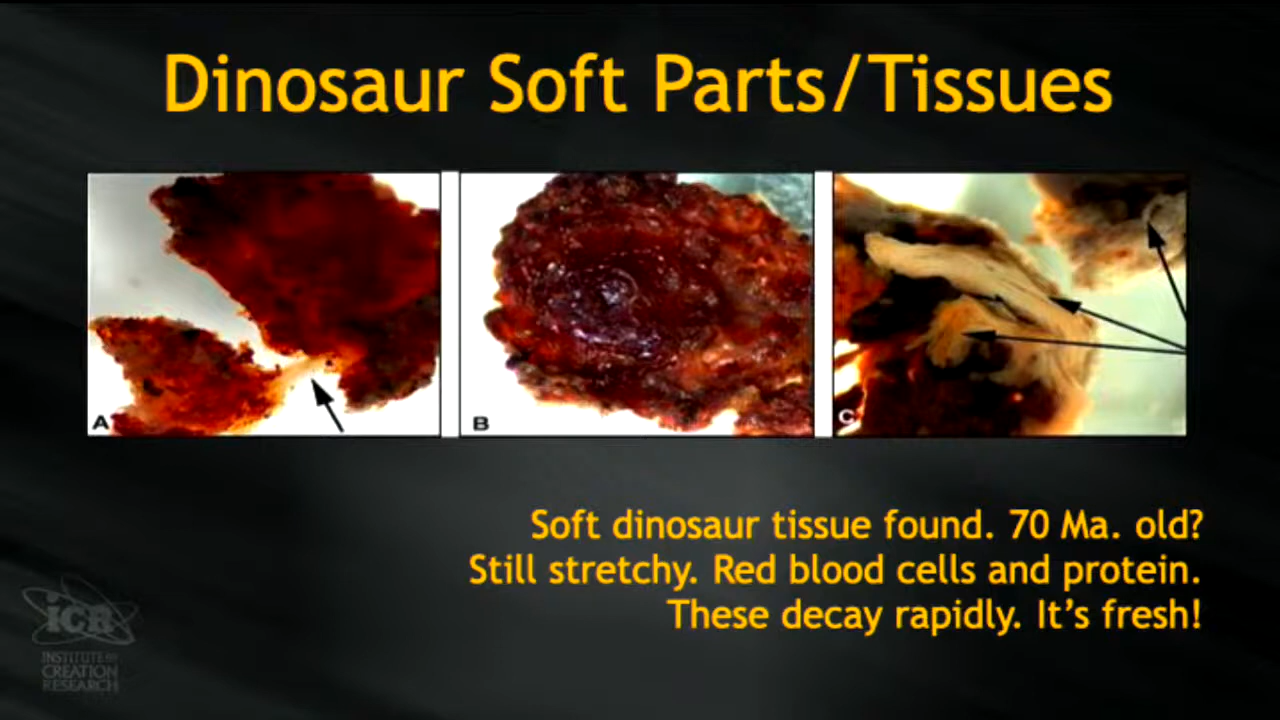 Dinosaur Soft Parts/Tissues
A
B
C
Soft dinosaur tissue found. 70 Ma. old?
Still stretchy. Red blood cells and protein.
These decay rapidly. It's fresh!
iCR
INSTITUTE for
CREATION
RESEARCH